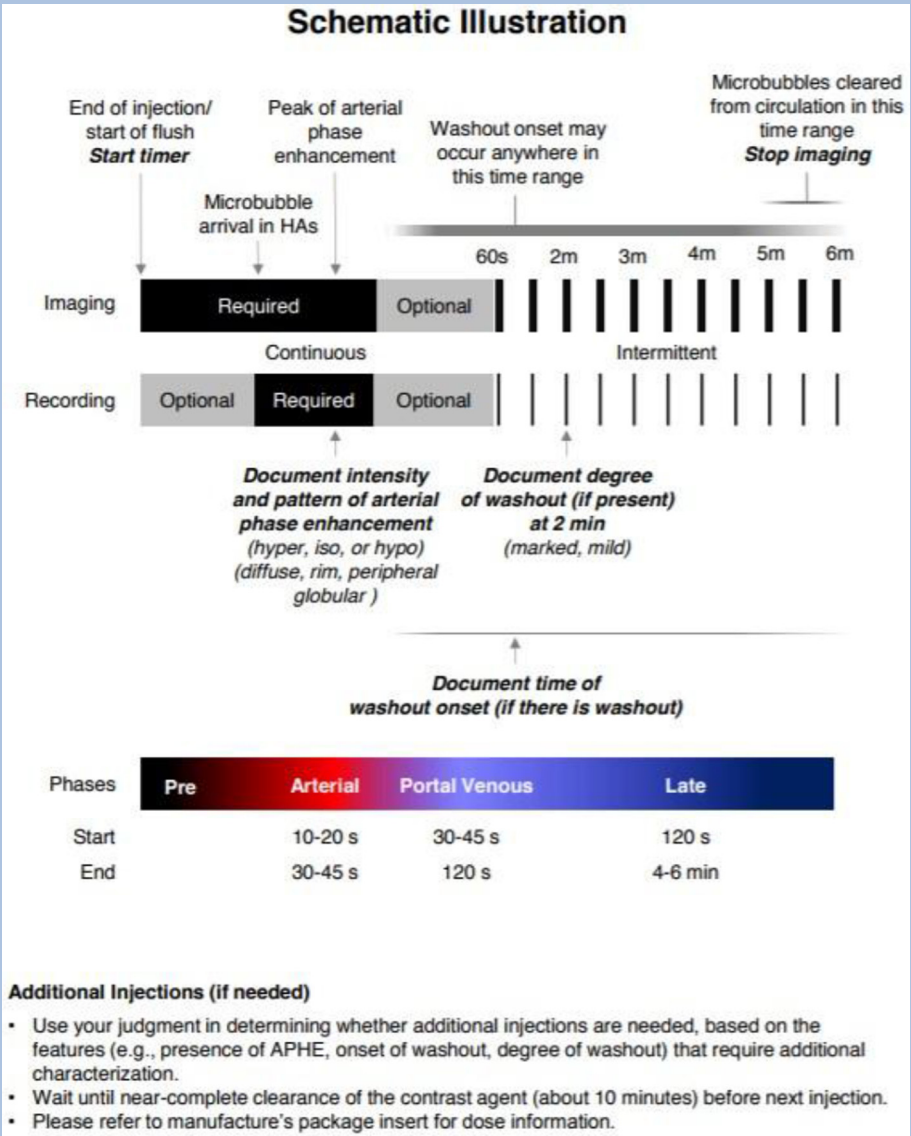 Schematic Illustration
End of injection/
start of flush
Start timer
Peak of arterial
phase
enhancement
Microbubble
arrival in HAs
Washout onset may
occur anywhere in
this time range
Microbubbles cleared
from circulation in this
time range
Stop imaging
60s 2m 3m 4m 5m 6m
Imaging Required Optional
Continuous Intermittent
Recording Optional Required Optional
Document intensity
and pattern of arterial
phase enhancement
(hyper, iso, or hypo)
(diffuse, rim, peripheral
globular )
Document degree
of washout (if present)
at 2 min
(marked, mild)
Document time of
washout onset (if there is washout)
Phases Pre Arterial Portal Venous Late
Start 10-20 s 30-45 s 120 s
End 30-45 s 120 s 4-6 min
Additional Injections (if needed)
• Use your judgment in determining whether additional injections are needed, based on the
features (e.g., presence of APHE, onset of washout, degree of washout) that require additional
characterization.
• Wait until near-complete clearance of the contrast agent (about 10 minutes) before next injection.
• Please refer to manufacture's package insert for dose information.